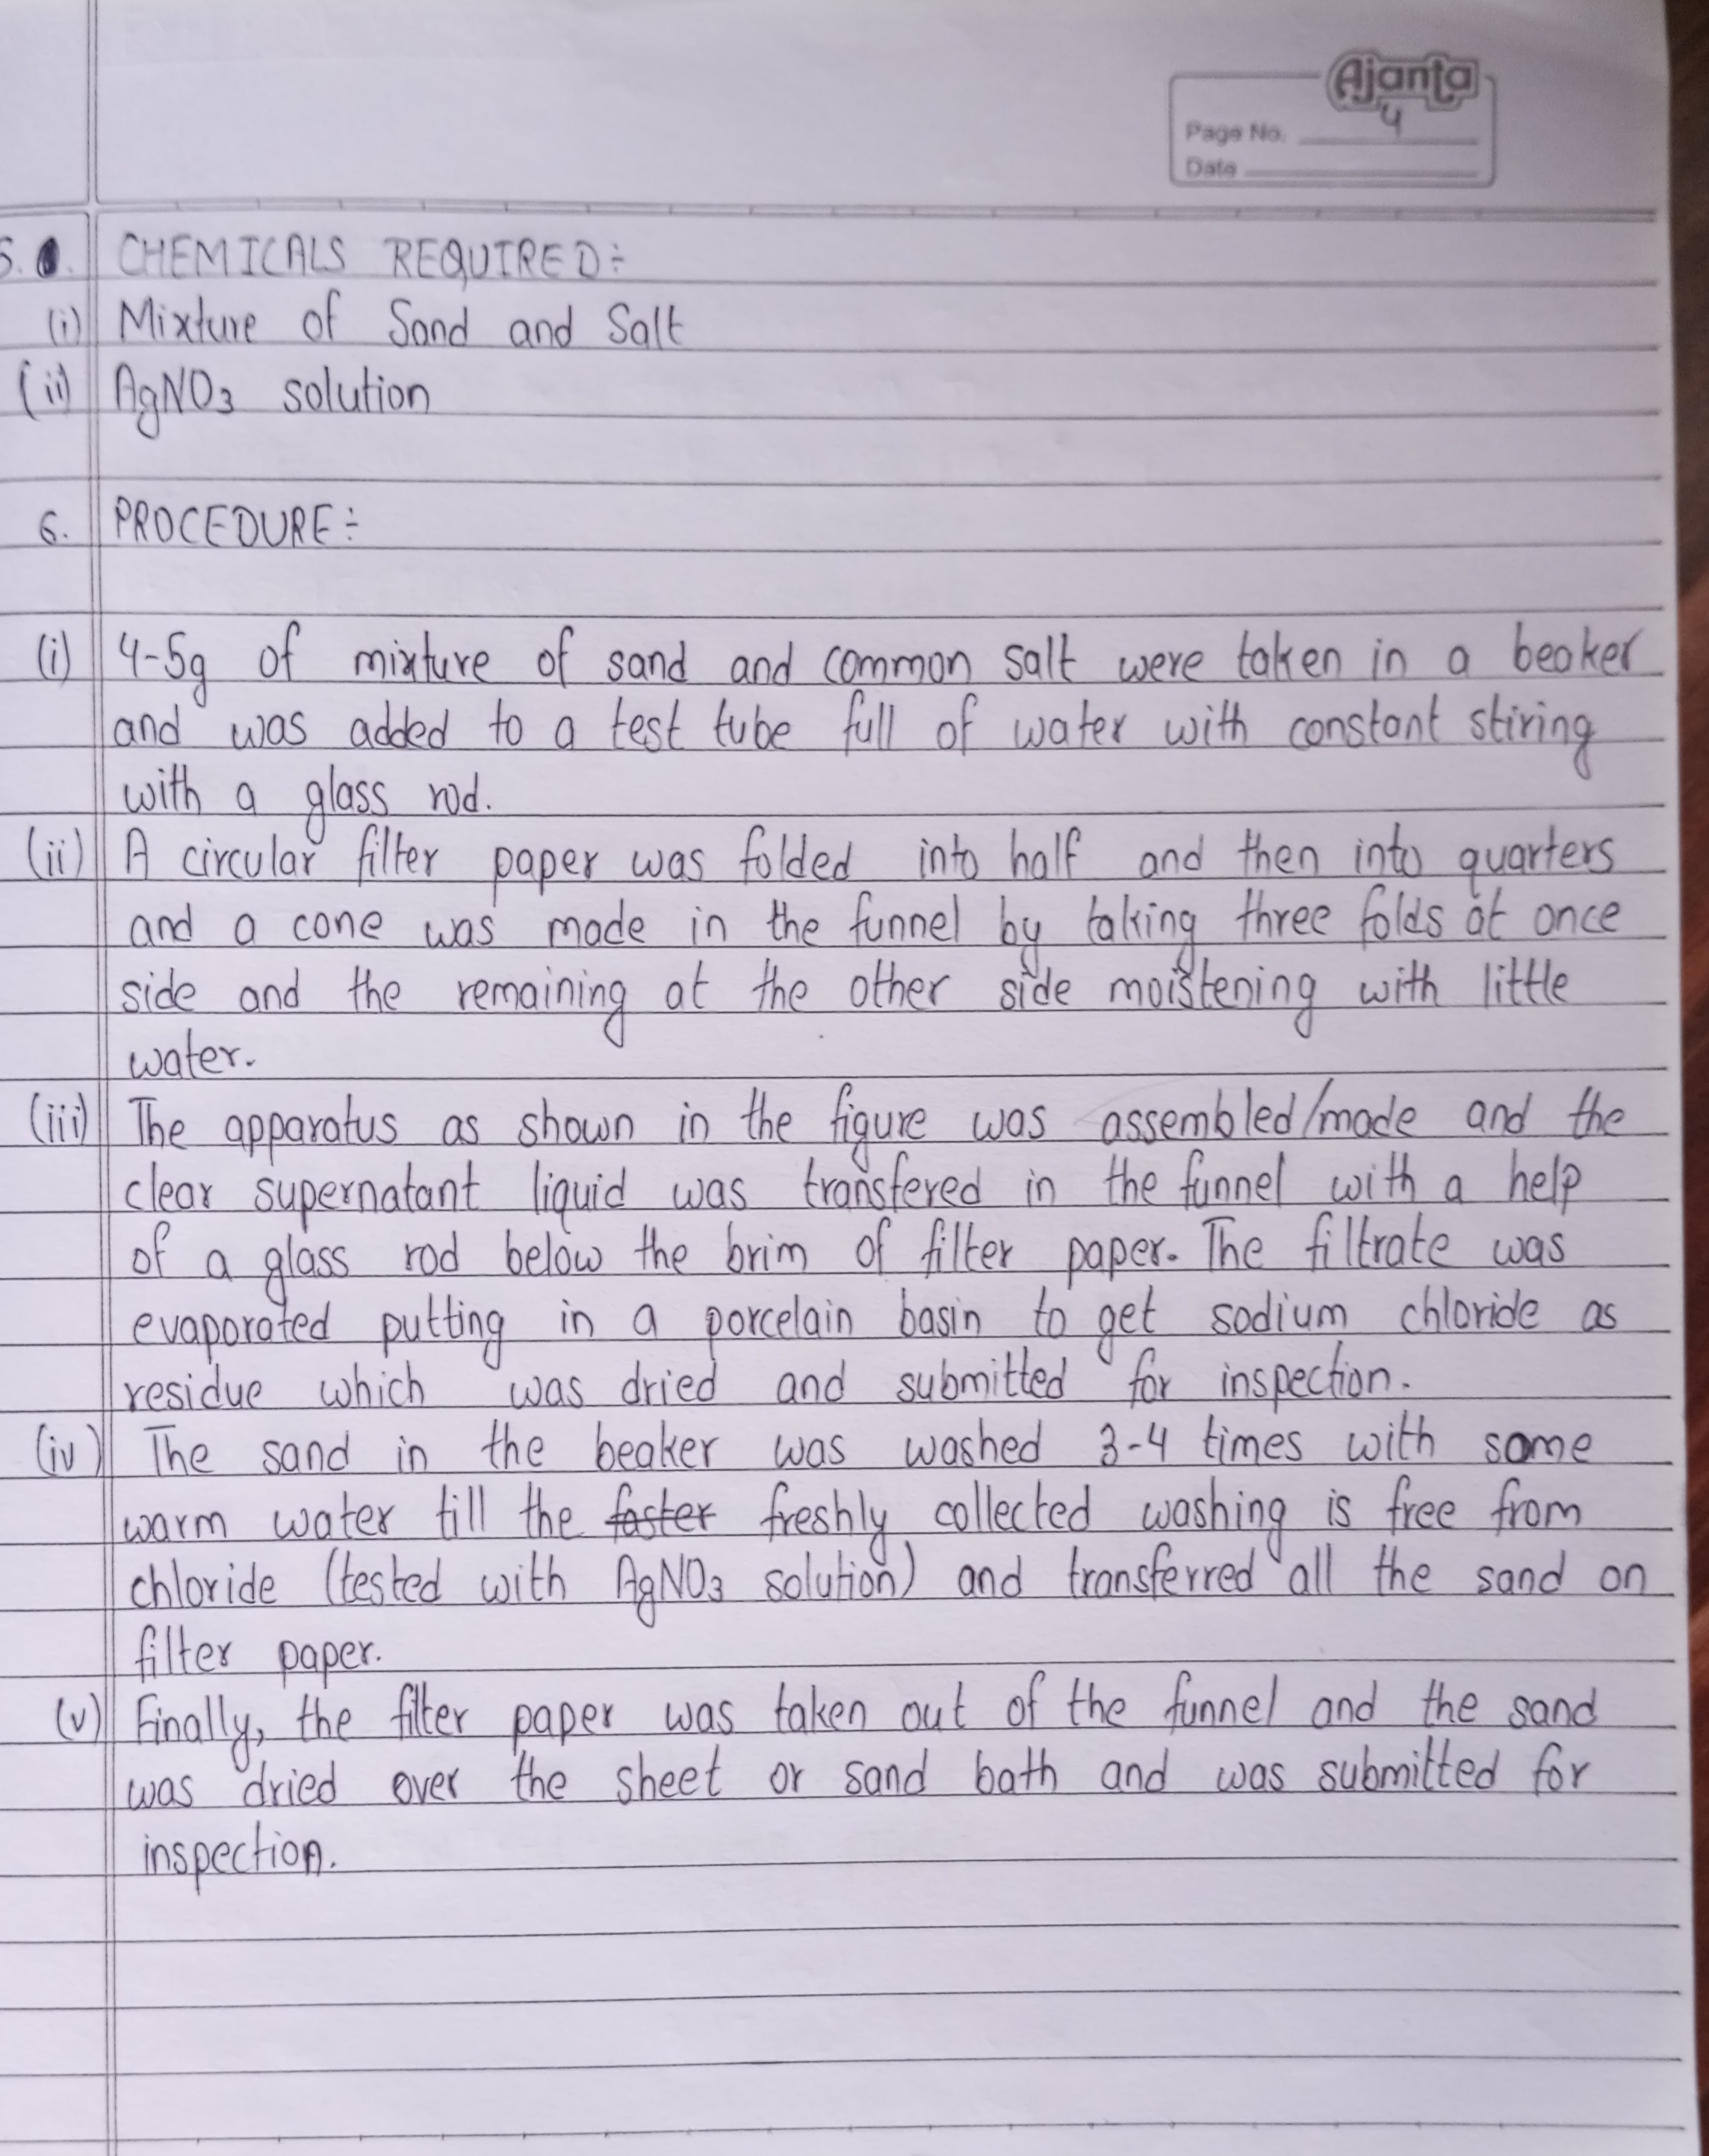 Ajanta
Page No. 4
Date
5. CHEMICALS REQUIRED:
(i) Mixture of Sand and Salt
(ii) AgNO3 solution
6. PROCEDURE:
(i) 4-5g of mixture of sand and common salt were taken in a beaker
and was added to a test tube full of water with constant stiring
with a glass rod.
(ii) A circular filter paper was folded into half and then into quarters
and a cone was made in the funnel by taking three folds at once
side and the remaining at the other side moistening with little
water.
(iii) The apparatus as shown in the figure was assembled/made and the
clear supernatant liquid was transfered in the funnel with a help
of a glass rod below the brim of filter paper. The filtrate was
evaporated putting in a porcelain basin to get sodium chloride as
residue which was dried and submitted for inspection.
(iv) The sand in the beaker was washed 3-4 times with some
warm water till the faster freshly collected washing is free from
chloride (tested with AgNO3 solution) and transferred all the sand on
filter paper.
(v) Finally, the filter paper was taken out of the funnel and the sand
was dried over the sheet or sand bath and was submitted for
inspection.